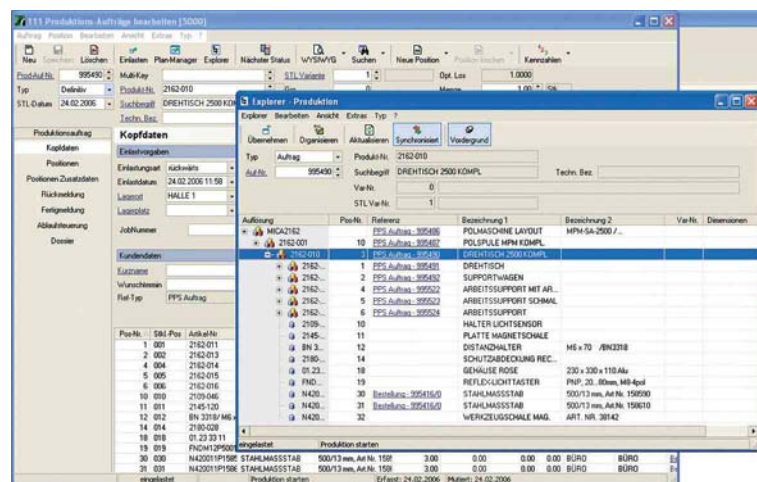 111 Produktions-Aufträge bearbeiten [5000]
Auftrag Position Bearbeiten Ansicht Extras Typ ?
Neu Speichern Löschen Einlasten Plan-Manager Explorer Nächster Status WYSIWYG Suchen Neue Position Position löschen Kennzahlen
Prod-Auf-Nr. 995490 Multi-Key STL Variante 1 Opt. Los 1.0000
Typ Definitiv Produkt-Nr. 2162-010
STL-Datum 24.02.2006 Suchbegriff DREHTISCH 2500 KOM
Techn. Bez.
Produktionsauftrag
Kopfdaten
Positionen
Positionen Zusatzdaten
Rückmeldung
Fertigmeldung
Ablaufsteuerung
Dossier
Kopfdaten
Einlastvorgaben
Einlastungsart rückwärts
Einlastdatum 24.02.2006 11:58
Lagerort HALLE 1
Lagerplatz
JobNummer
Kundendaten
Kurzname
Wunschtermin
Ref-Typ PPS Auftrag
Pos-Nr. Stkl.-Pos Artikel-Nr
1 001 2162-011
2 002 2162-013
4 004 2162-014
5 005 2162-015
6 006 2162-016
10 010 2109-046
11 011 2145-120
12 012 BN 3318/ M6 x
14 014 2180-028
18 018 01.23 33 11
19 019 FNDM12P5001
30 030 N420011P158 STAHLMASSSTAB 500/13 mm, Art.Nr. 158 3.00 0.00 0.00 0.00 BÜRO BÜRO
31 031 N420011P158 STAHLMASSSTAB 500/13 mm, Art.Nr. 158 3.00 0.00 0.00 0.00 BÜRO BÜRO
eingelastet Produktion starten Erfasst: 24.02.2006 Mutiert: 24.02.2006
Explorer - Produktion
Explorer Bearbeiten Ansicht Extras Typ ?
Übernehmen Organisieren Aktualisieren Synchronisiert Vordergrund
Typ Auftrag Produkt-Nr. 2162-010
Auf-Nr. 995490 Suchbegriff DREHTISCH 2500 KOMPL Techn. Bez.
Var-Nr. 0
STL Var-Nr. 1
Auflösung Pos-Nr. Referenz Bezeichnung 1 Bezeichnung 2 Var-Nr. Dimensionen
MICA2162 PPS Auftrag - 995486 POLMASCHINE LAYOUT MPM-SA-2500 /...
2162-001 10 PPS Auftrag - 995487 POLSPULE MPM KOMPL.
2162-010 3 PPS Auftrag - 995490 DREHTISCH 2500 KOMPL
2162-... 1 PPS Auftrag - 995491 DREHTISCH
2162-... 2 PPS Auftrag - 995492 SUPPORTWAGEN
2162-... 4 PPS Auftrag - 995522 ARBEITSSUPPORT MIT AR...
2162-... 5 PPS Auftrag - 995523 ARBEITSSUPPORT SCHMAL
2162-... 6 PPS Auftrag - 995524 ARBEITSSUPPORT
2109-... 10 HALTER LICHTSENSOR
2145-... 11 PLATTE MAGNETSCHALE
BN 3... 12 DISTANZHALTER M6 x 70 /BN3318
2180-... 14 SCHUTZABDECKUNG REC...
01.23... 18 GEHÄUSE ROSE 230 x 330 x 110 Alu
FND... 19 REFLEX-LICHTTASTER PNP, 20...80mm, M8 4pol
N420... 30 Bestellung - 995416/0 STAHLMASSSTAB 500/13 mm, Art.Nr. 158590
N420... 31 Bestellung - 995416/0 STAHLMASSSTAB 500/13 mm, Art.Nr. 158610
N420... 32 WERKZEUGSCHALE MAG. ART. NR. 38142
eingelastet Produktion starten